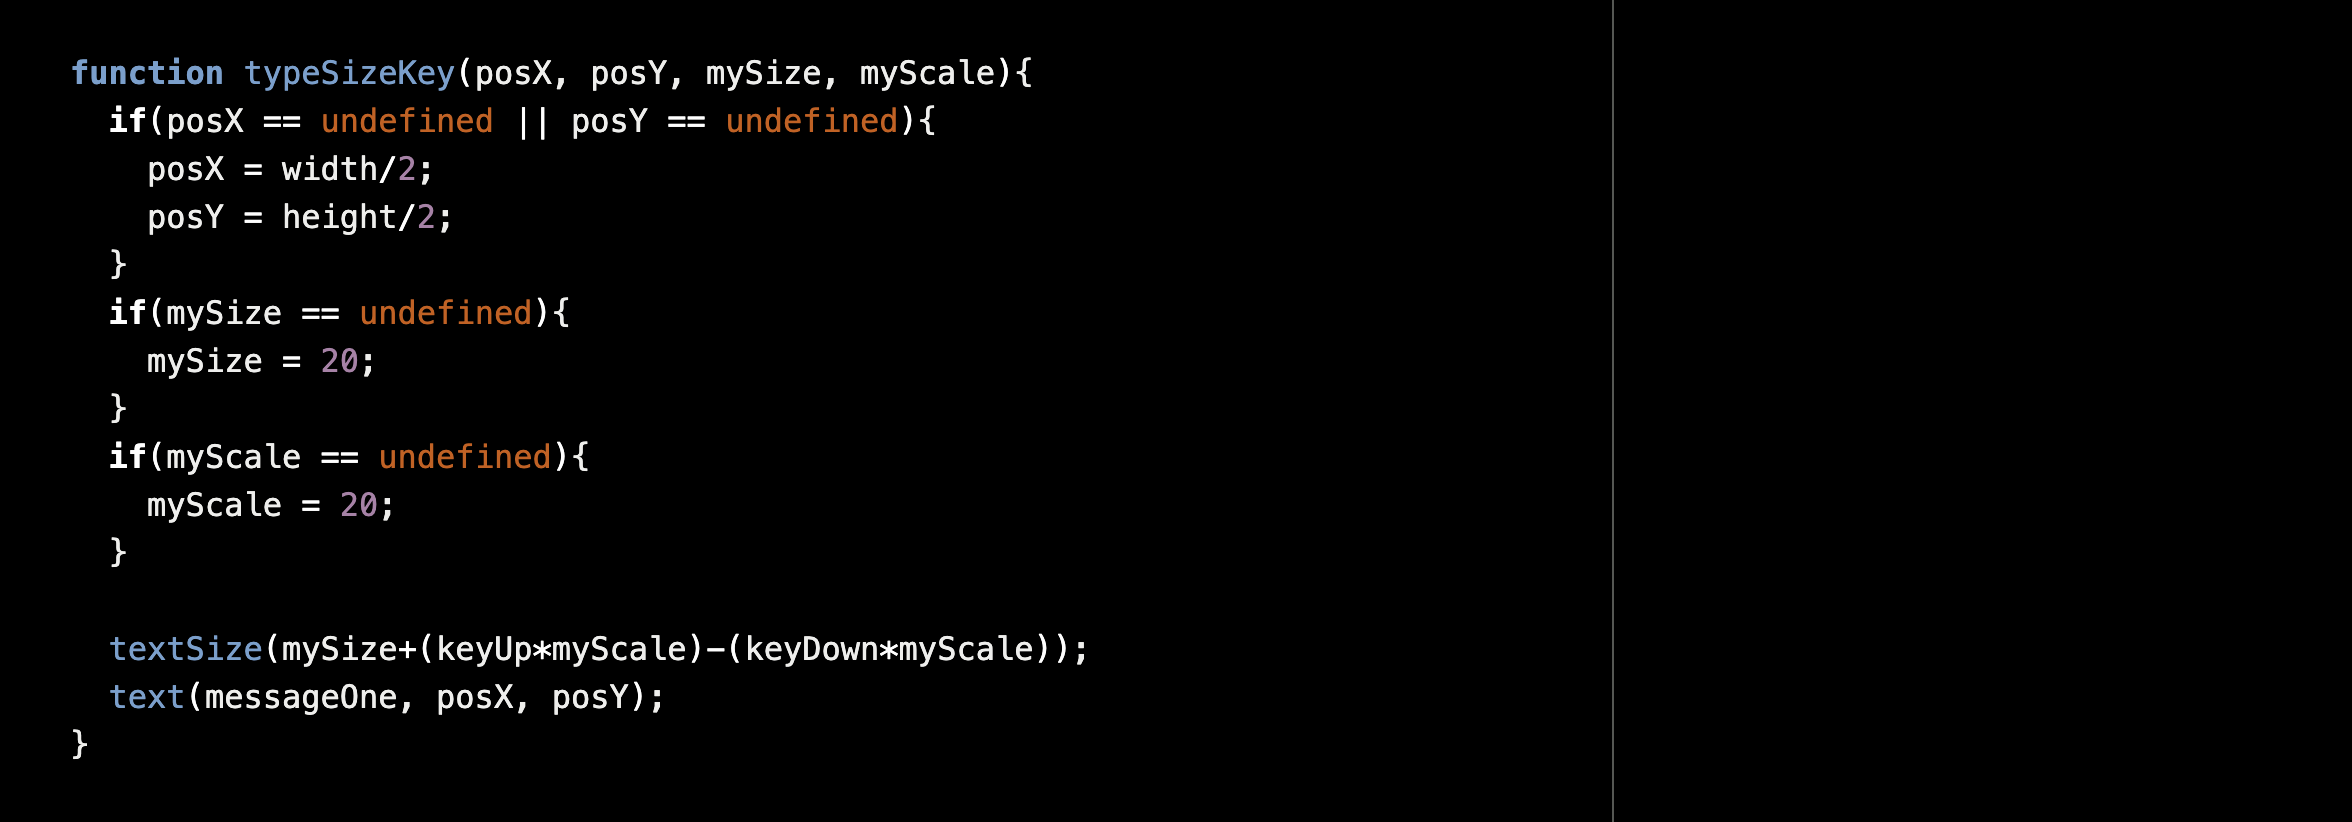 function typeSizeKey(posX, posY, mySize, myScale){
  if(posX == undefined || posY == undefined){
    posX = width/2;
    posY = height/2;
  }
  if(mySize == undefined){
    mySize = 20;
  }
  if(myScale == undefined){
    myScale = 20;
  }

  textSize(mySize+(keyUp*myScale)-(keyDown*myScale));
  text(messageOne, posX, posY);
}